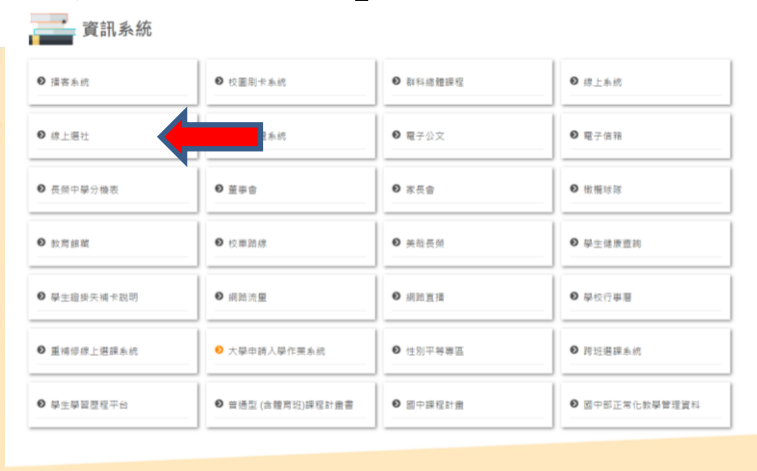 資訊系統
播客系統
校園刷卡系統
群科總體課程
線上系統
線上選社
系統
電子公文
電子信箱
長榮中學分機表
董事會
家長會
橄欖球隊
教育部
校車路線
美哉長榮
學生健康查詢
學生證掛失補卡說明
網路流量
網路直播
學校行事曆
重補修線上選課系統
大學申請入學作業系統
性別平等專區
跨班選課系統
學生學習歷程平台
普通型 (含體育班)課程計畫書
國中課程計畫
國中部正常化教學管理資料